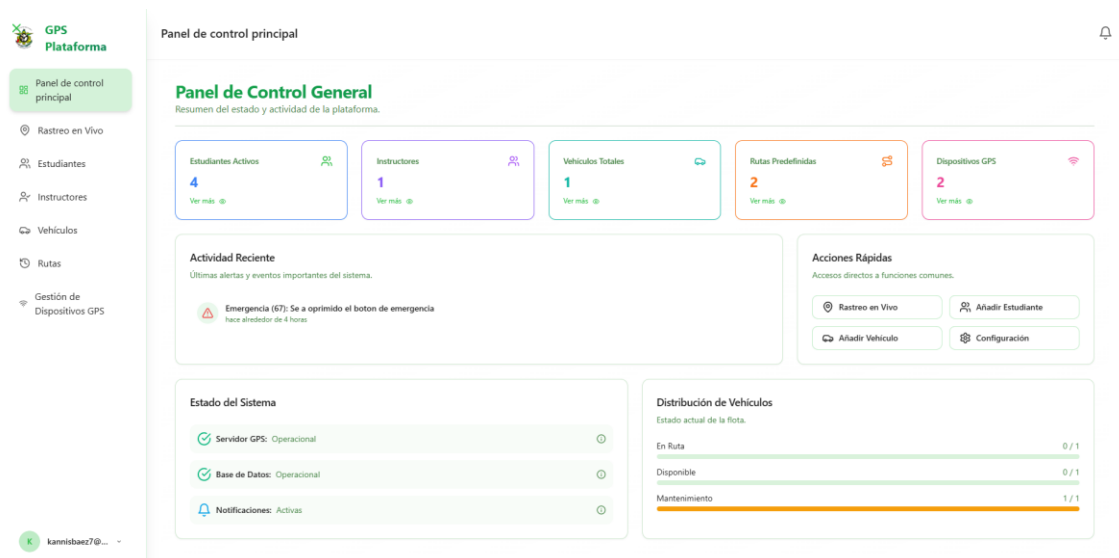 GPS
Plataforma
Panel de control
principal
Rastreo en Vivo
Estudiantes
Instructores
Vehículos
Rutas
Gestión de
Dispositivos GPS
K
kannisbaez7@...
Panel de control principal
Panel de Control General
Resumen del estado y actividad de la plataforma.
Estudiantes Activos
4
Ver más
Instructores
1
Ver más
Vehículos Totales
1
Ver más
Rutas Predefinidas
2
Ver más
Dispositivos GPS
2
Ver más
Actividad Reciente
Últimas alertas y eventos importantes del sistema.
Emergencia (67): Se a oprimido el boton de emergencia
hace alrededor de 4 horas
Acciones Rápidas
Accesos directos a funciones comunes.
Rastreo en Vivo
Añadir Estudiante
Añadir Vehículo
Configuración
Estado del Sistema
Servidor GPS: Operacional
Base de Datos: Operacional
Notificaciones: Activas
Distribución de Vehículos
Estado actual de la flota.
En Ruta 0 / 1
Disponible 0 / 1
Mantenimiento 1 / 1